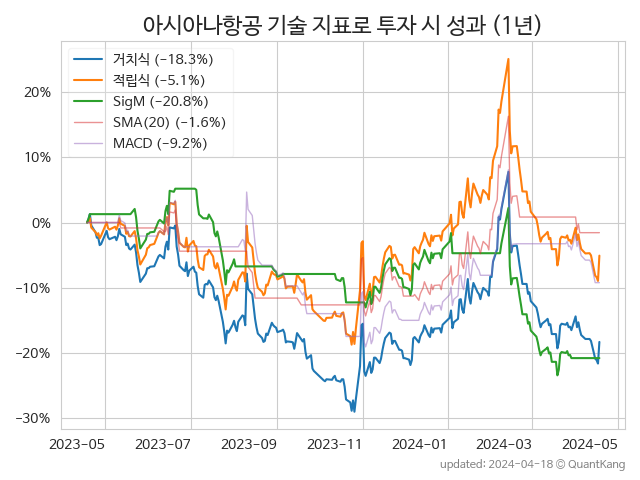 아시아나항공 기술 지표로 투자 시 성과 (1년)
거치식 (−18.3%)
적립식 (−5.1%)
SigM (−20.8%)
SMA(20) (−1.6%)
MACD (−9.2%)
20%
10%
0%
−10%
−20%
−30%
2023-05 2023-07 2023-09 2023-11 2024-01 2024-03 2024-05
updated: 2024-04-18 © QuantKang